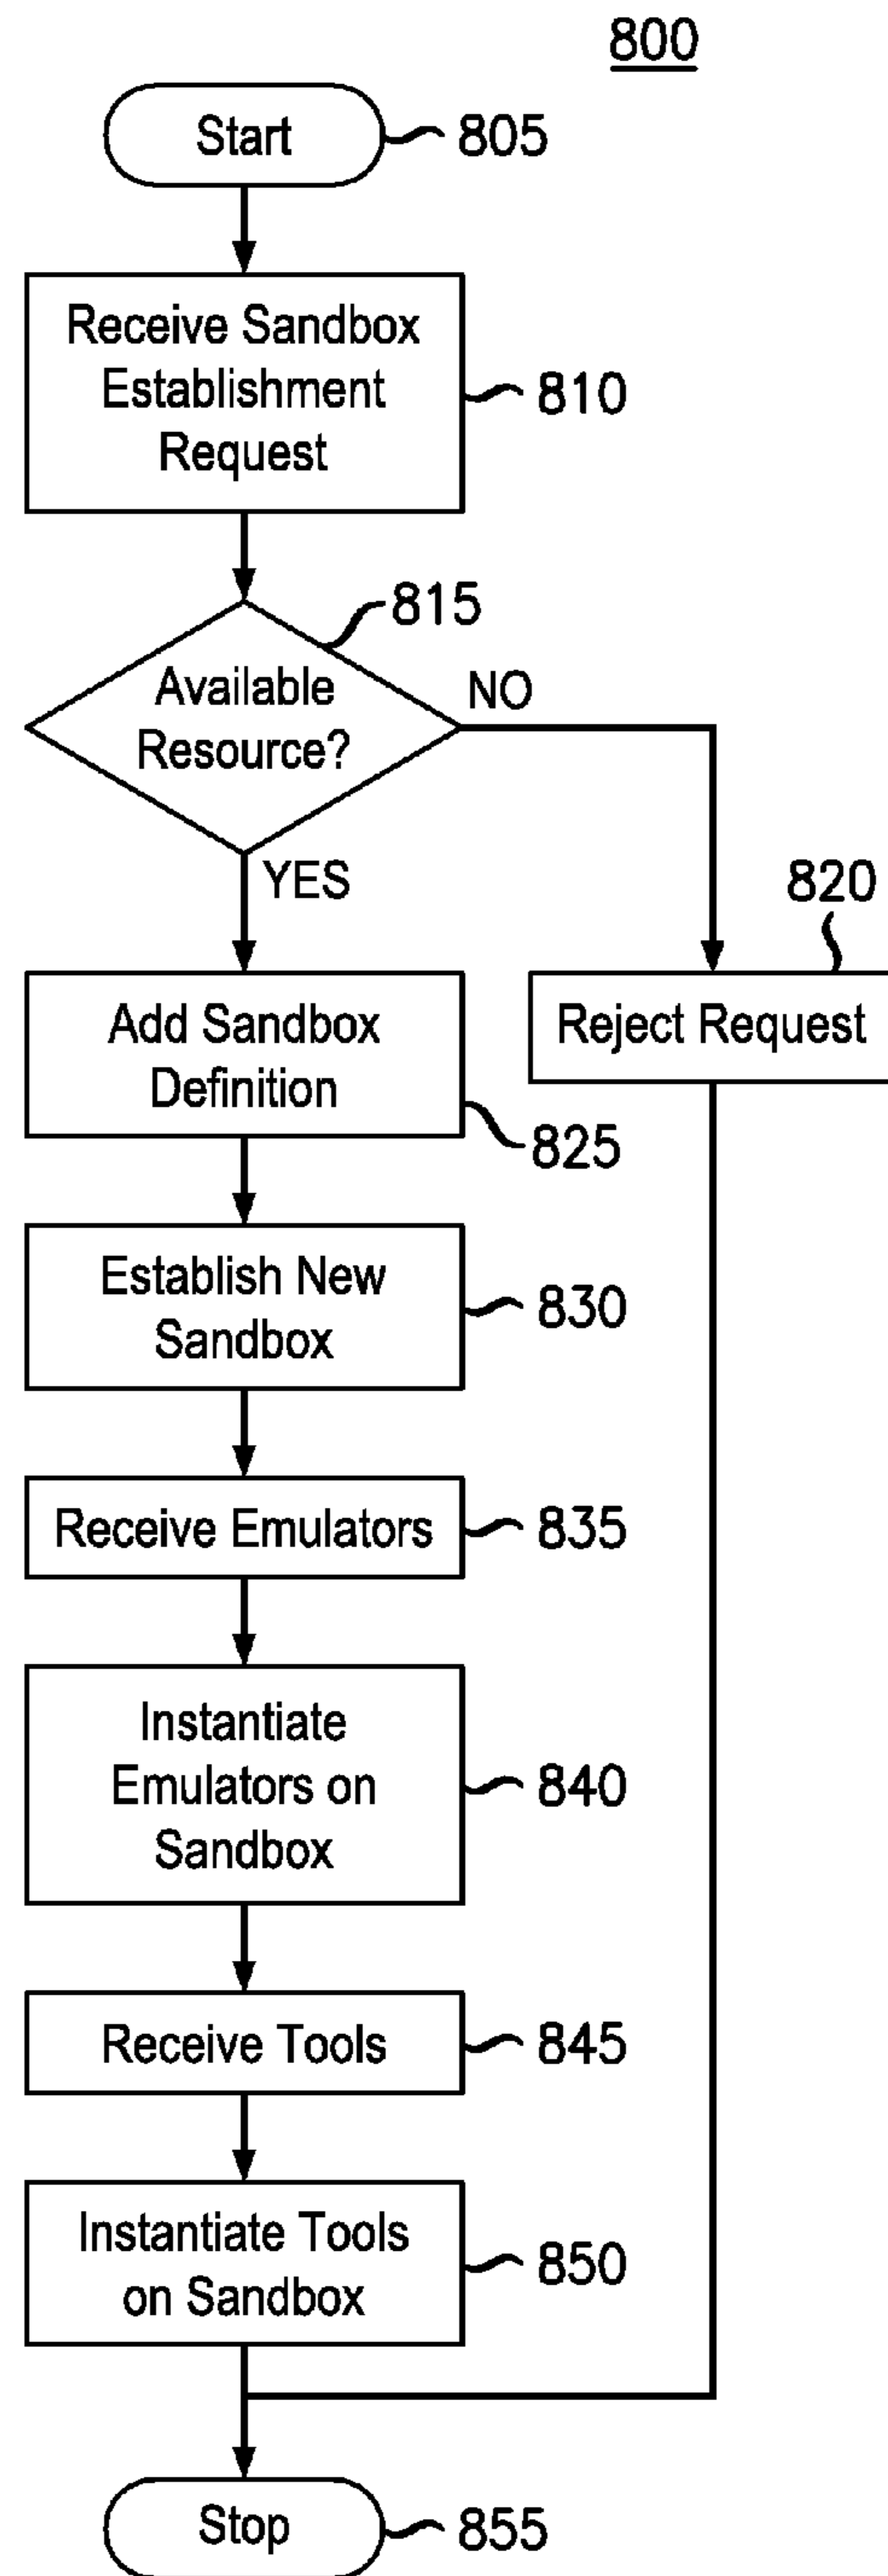 800
Start
805
Receive Sandbox
Establishment
Request
810
815
Available
Resource?
NO
YES
820
Reject Request
Add Sandbox
Definition
825
Establish New
Sandbox
830
Receive Emulators
835
Instantiate
Emulators on
Sandbox
840
Receive Tools
845
Instantiate Tools
on Sandbox
850
Stop
855